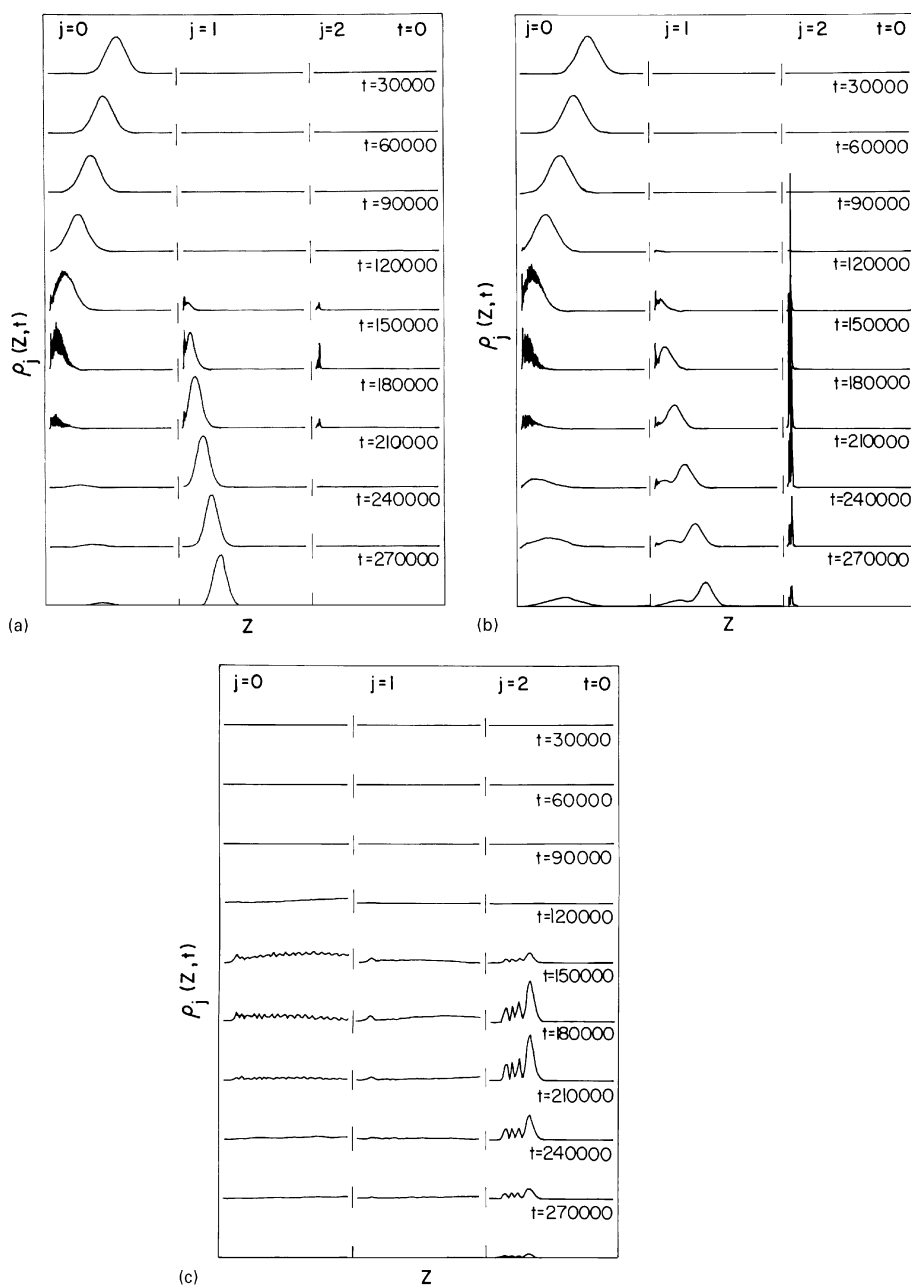 j=0 j=1 j=2 t=0
t=30000
t=60000
t=90000
t=120000
t=150000
t=180000
t=210000
t=240000
t=270000
ρj (Z,t)
(a) Z
j=0 j=1 j=2 t=0
t=30000
t=60000
t=90000
t=120000
t=150000
t=180000
t=210000
t=240000
t=270000
ρj (Z,t)
(b) Z
j=0 j=1 j=2 t=0
t=30000
t=60000
t=90000
t=120000
t=150000
t=180000
t=210000
t=240000
t=270000
ρj (Z,t)
(c) Z